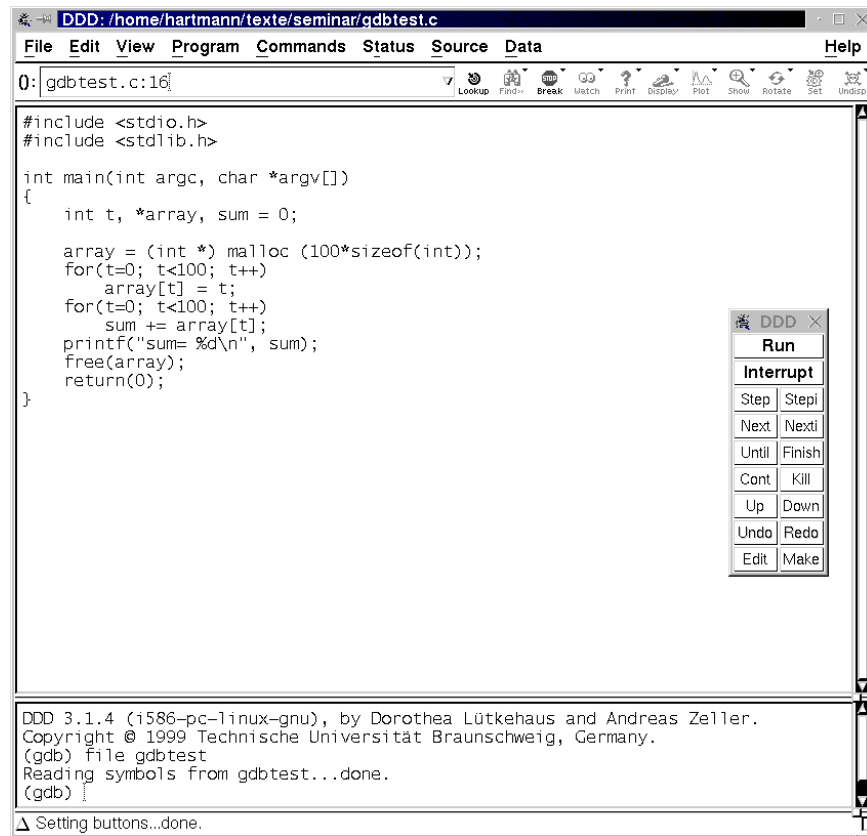 DDD: /home/hartmann/texte/seminar/gdbtest.c
File Edit View Program Commands Status Source Data Help
(): gdbtest.c:16
Lookup Find» Break Watch Print Display Plot Show Rotate Set Undisp
#include <stdio.h>
#include <stdlib.h>
int main(int argc, char *argv[])
{
    int t, *array, sum = 0;
    array = (int *) malloc (100*sizeof(int));
    for(t=0; t<100; t++)
        array[t] = t;
    for(t=0; t<100; t++)
        sum += array[t];
    printf("sum= %d\n", sum);
    free(array);
    return(0);
}
DDD
Run
Interrupt
Step Stepi
Next Nexti
Until Finish
Cont Kill
Up Down
Undo Redo
Edit Make
DDD 3.1.4 (i586-pc-linux-gnu), by Dorothea Lütkehaus and Andreas Zeller.
Copyright © 1999 Technische Universität Braunschweig, Germany.
(gdb) file gdbtest
Reading symbols from gdbtest...done.
(gdb)
Setting buttons...done.